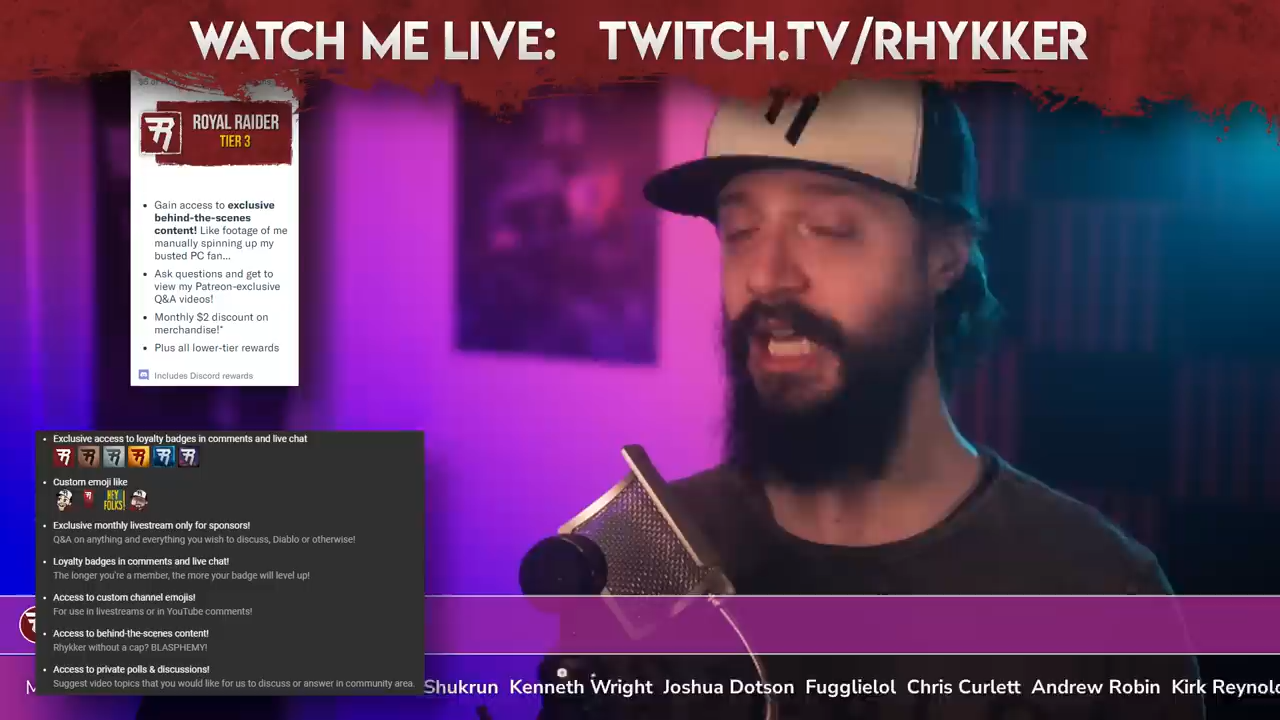 WATCH ME LIVE: TWITCH.TV/RHYKKER
ROYAL RAIDER
TIER 3
Gain access to exclusive
behind-the-scenes
content! Like footage of me
manually spinning up my
busted PC fan...
Ask questions and get to
view my Patreon-exclusive
Q&A videos!
Monthly $2 discount on
merchandise!*
Plus all lower-tier rewards
Includes Discord rewards
Exclusive access to loyalty badges in comments and live chat
Custom emoji like
HEY
FOLKS!
Exclusive monthly livestream only for sponsors!
Q&A on anything and everything you wish to discuss, Diablo or otherwise!
Loyalty badges in comments and live chat!
The longer you're a member, the more your badge will level up!
Access to custom channel emojis!
For use in livestreams or in YouTube comments!
Access to behind-the-scenes content!
Rhykker without a cap? BLASPHEMY!
Access to private polls & discussions!
Suggest video topics that you would like for us to discuss or answer in community area.
Shukrun Kenneth Wright Joshua Dotson Fugglielol Chris Curlett Andrew Robin Kirk Reynol